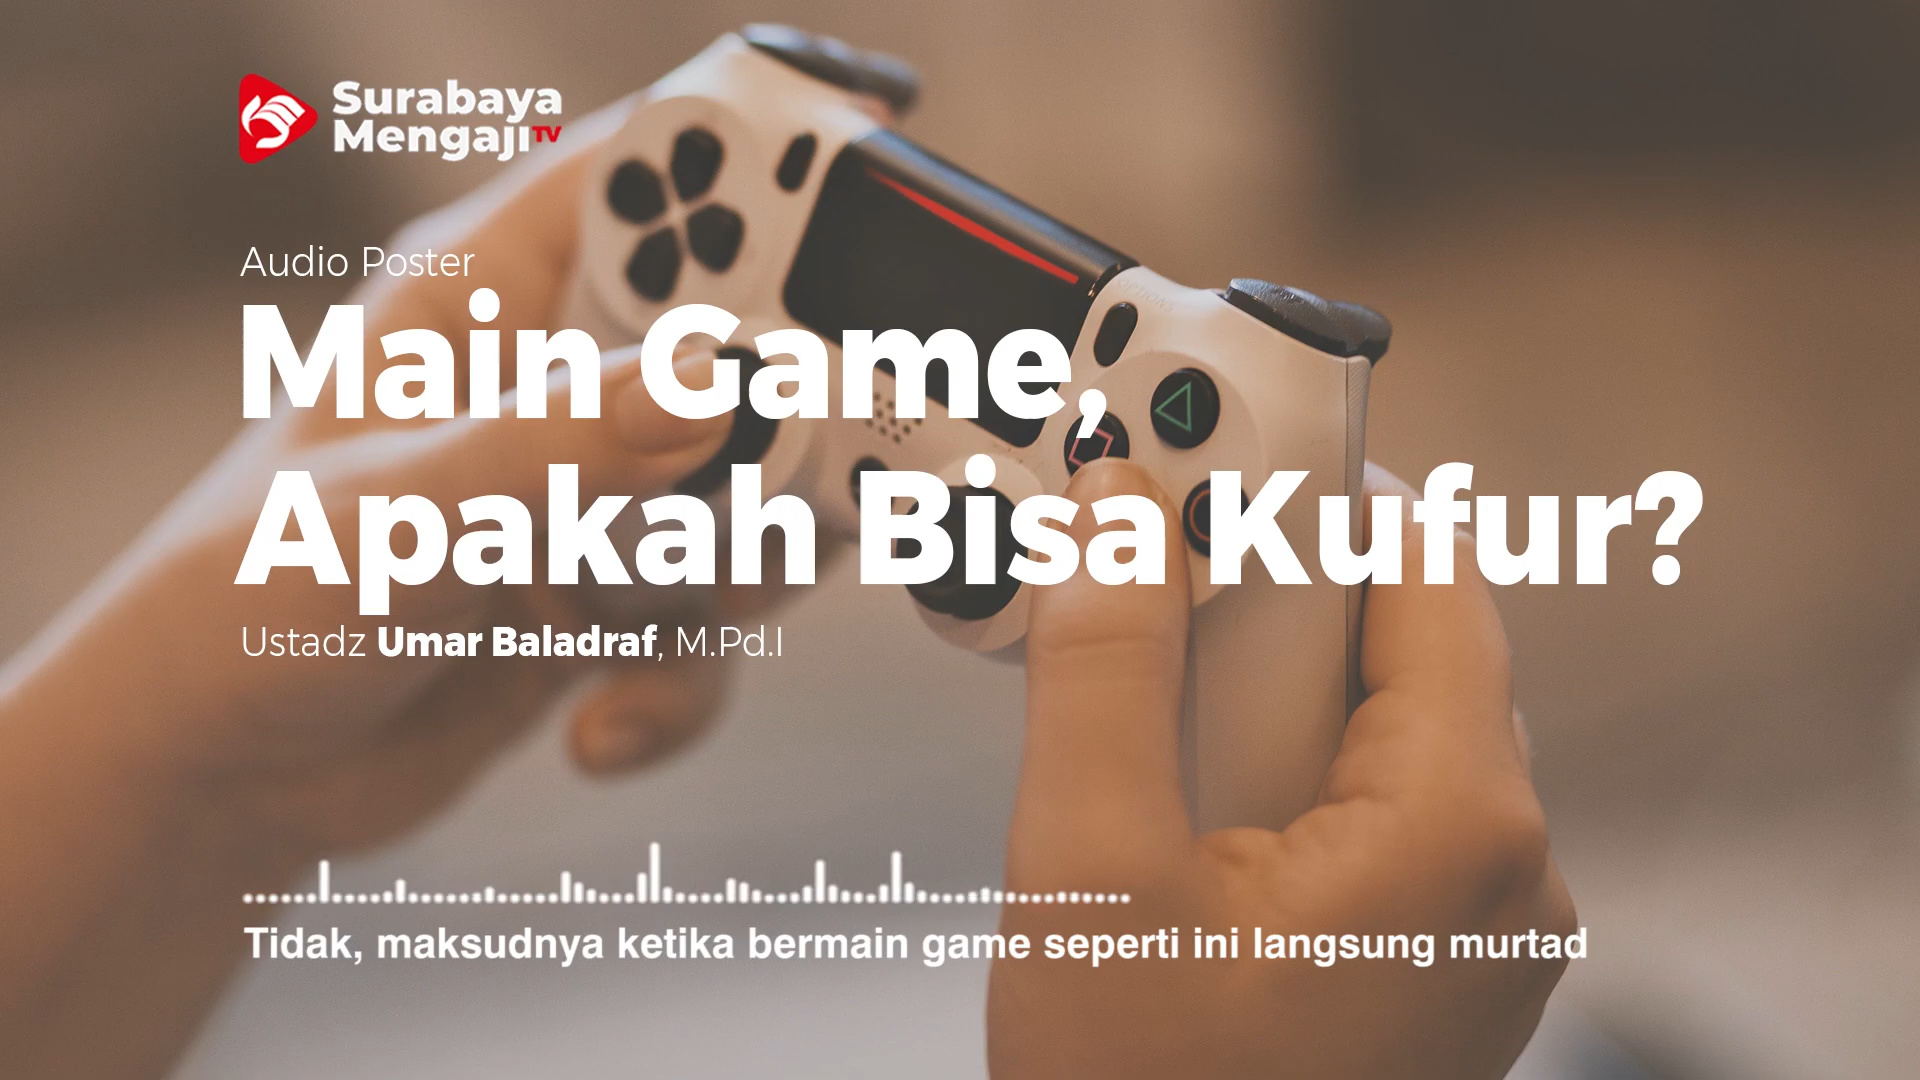 Surabaya
MengajiTV
Audio Poster
Main Game,
Apakah Bisa Kufur?
Ustadz Umar Baladraf, M.Pd.I
Tidak, maksudnya ketika bermain game seperti ini langsung murtad